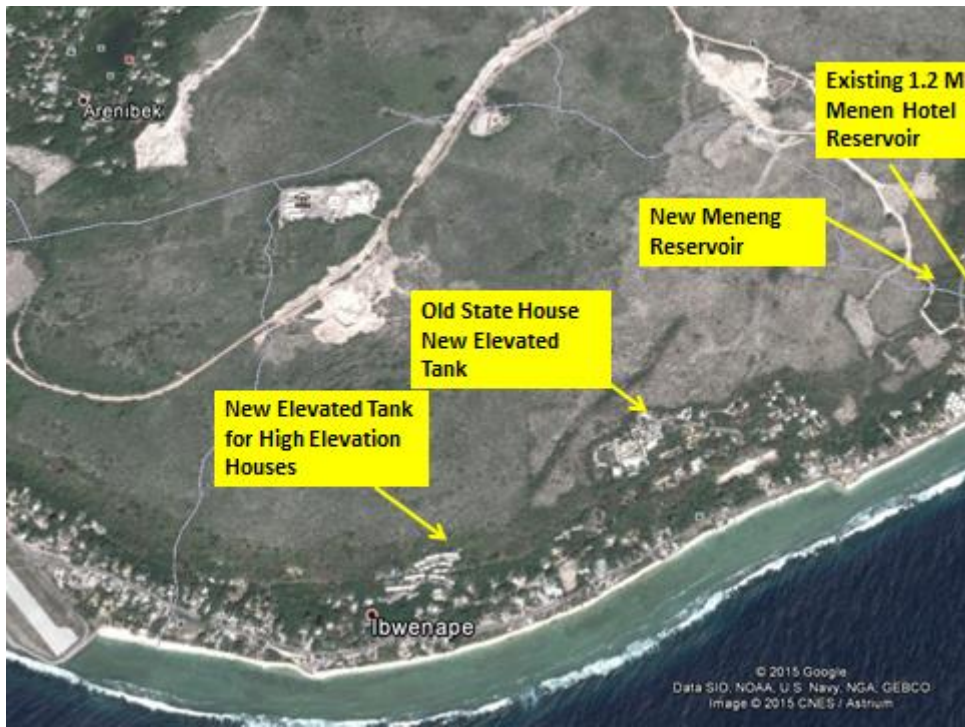 Arenibek
Existing 1.2 M
Menen Hotel
Reservoir
New Meneng
Reservoir
Old State House
New Elevated
Tank
New Elevated Tank
for High Elevation
Houses
Ibwenape
© 2015 Google
Data SIO, NOAA, U.S. Navy, NGA, GEBCO
Image © 2015 CNES / Astrium